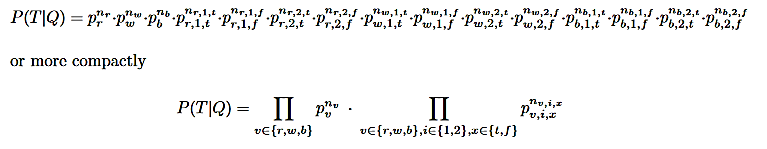 P(T|Q) = p_r^{n_r} · p_w^{n_w} · p_b^{n_b} · p_{r,1,t}^{n_{r,1,t}} · p_{r,1,f}^{n_{r,1,f}} · p_{r,2,t}^{n_{r,2,t}} · p_{r,2,f}^{n_{r,2,f}} · p_{w,1,t}^{n_{w,1,t}} · p_{w,1,f}^{n_{w,1,f}} · p_{w,2,t}^{n_{w,2,t}} · p_{w,2,f}^{n_{w,2,f}} · p_{b,1,t}^{n_{b,1,t}} · p_{b,1,f}^{n_{b,1,f}} · p_{b,2,t}^{n_{b,2,t}} · p_{b,2,f}^{n_{b,2,f}}
or more compactly
P(T|Q) = ∏_{v∈{r,w,b}} p_v^{n_v} · ∏_{v∈{r,w,b},i∈{1,2},x∈{t,f}} p_{v,i,x}^{n_{v,i,x}}